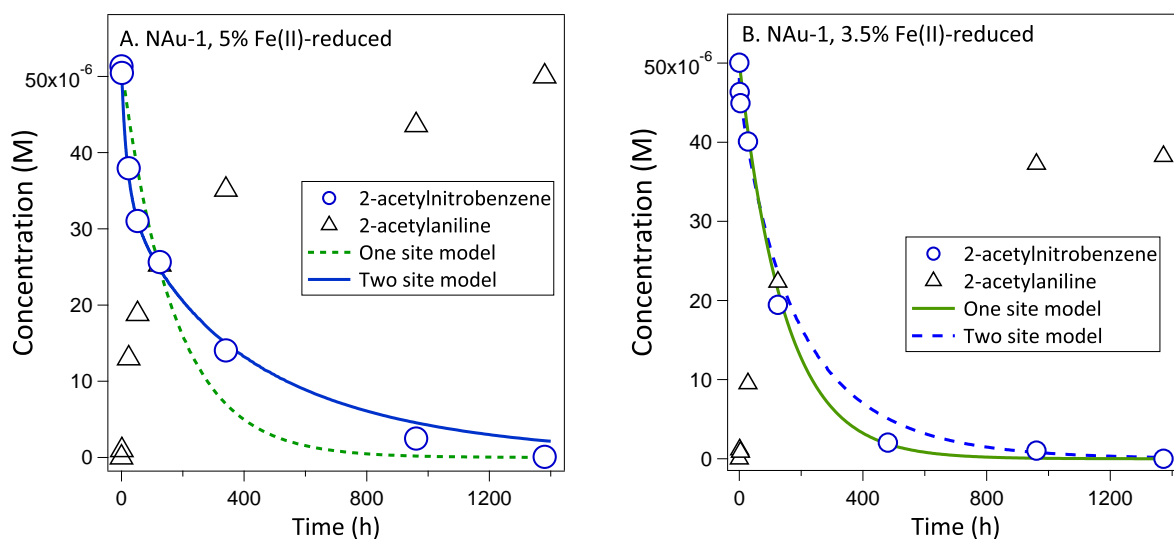 A. NAu-1, 5% Fe(II)-reduced
50x10⁻⁶
40
30
20
10
0
Concentration (M)
2-acetylnitrobenzene
2-acetylaniline
One site model
Two site model
0
400
800
1200
Time (h)
B. NAu-1, 3.5% Fe(II)-reduced
50x10⁻⁶
40
30
20
10
0
Concentration (M)
2-acetylnitrobenzene
2-acetylaniline
One site model
Two site model
0
400
800
1200
Time (h)